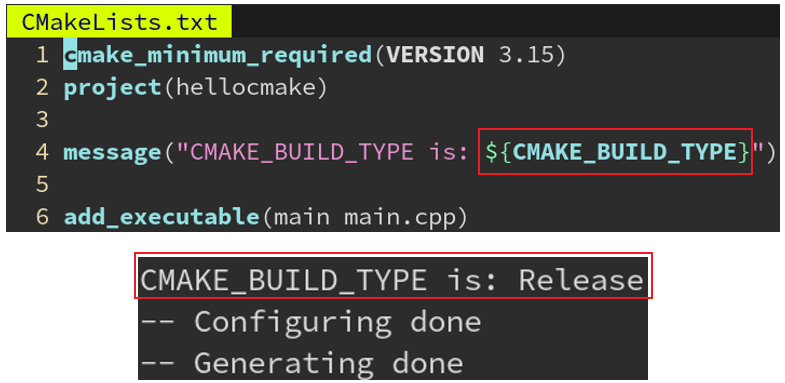 CMakeLists.txt
1 cmake_minimum_required(VERSION 3.15)
2 project(hellocmake)
3
4 message("CMAKE_BUILD_TYPE is: ${CMAKE_BUILD_TYPE}")
5
6 add_executable(main main.cpp)
CMAKE_BUILD_TYPE is: Release
-- Configuring done
-- Generating done